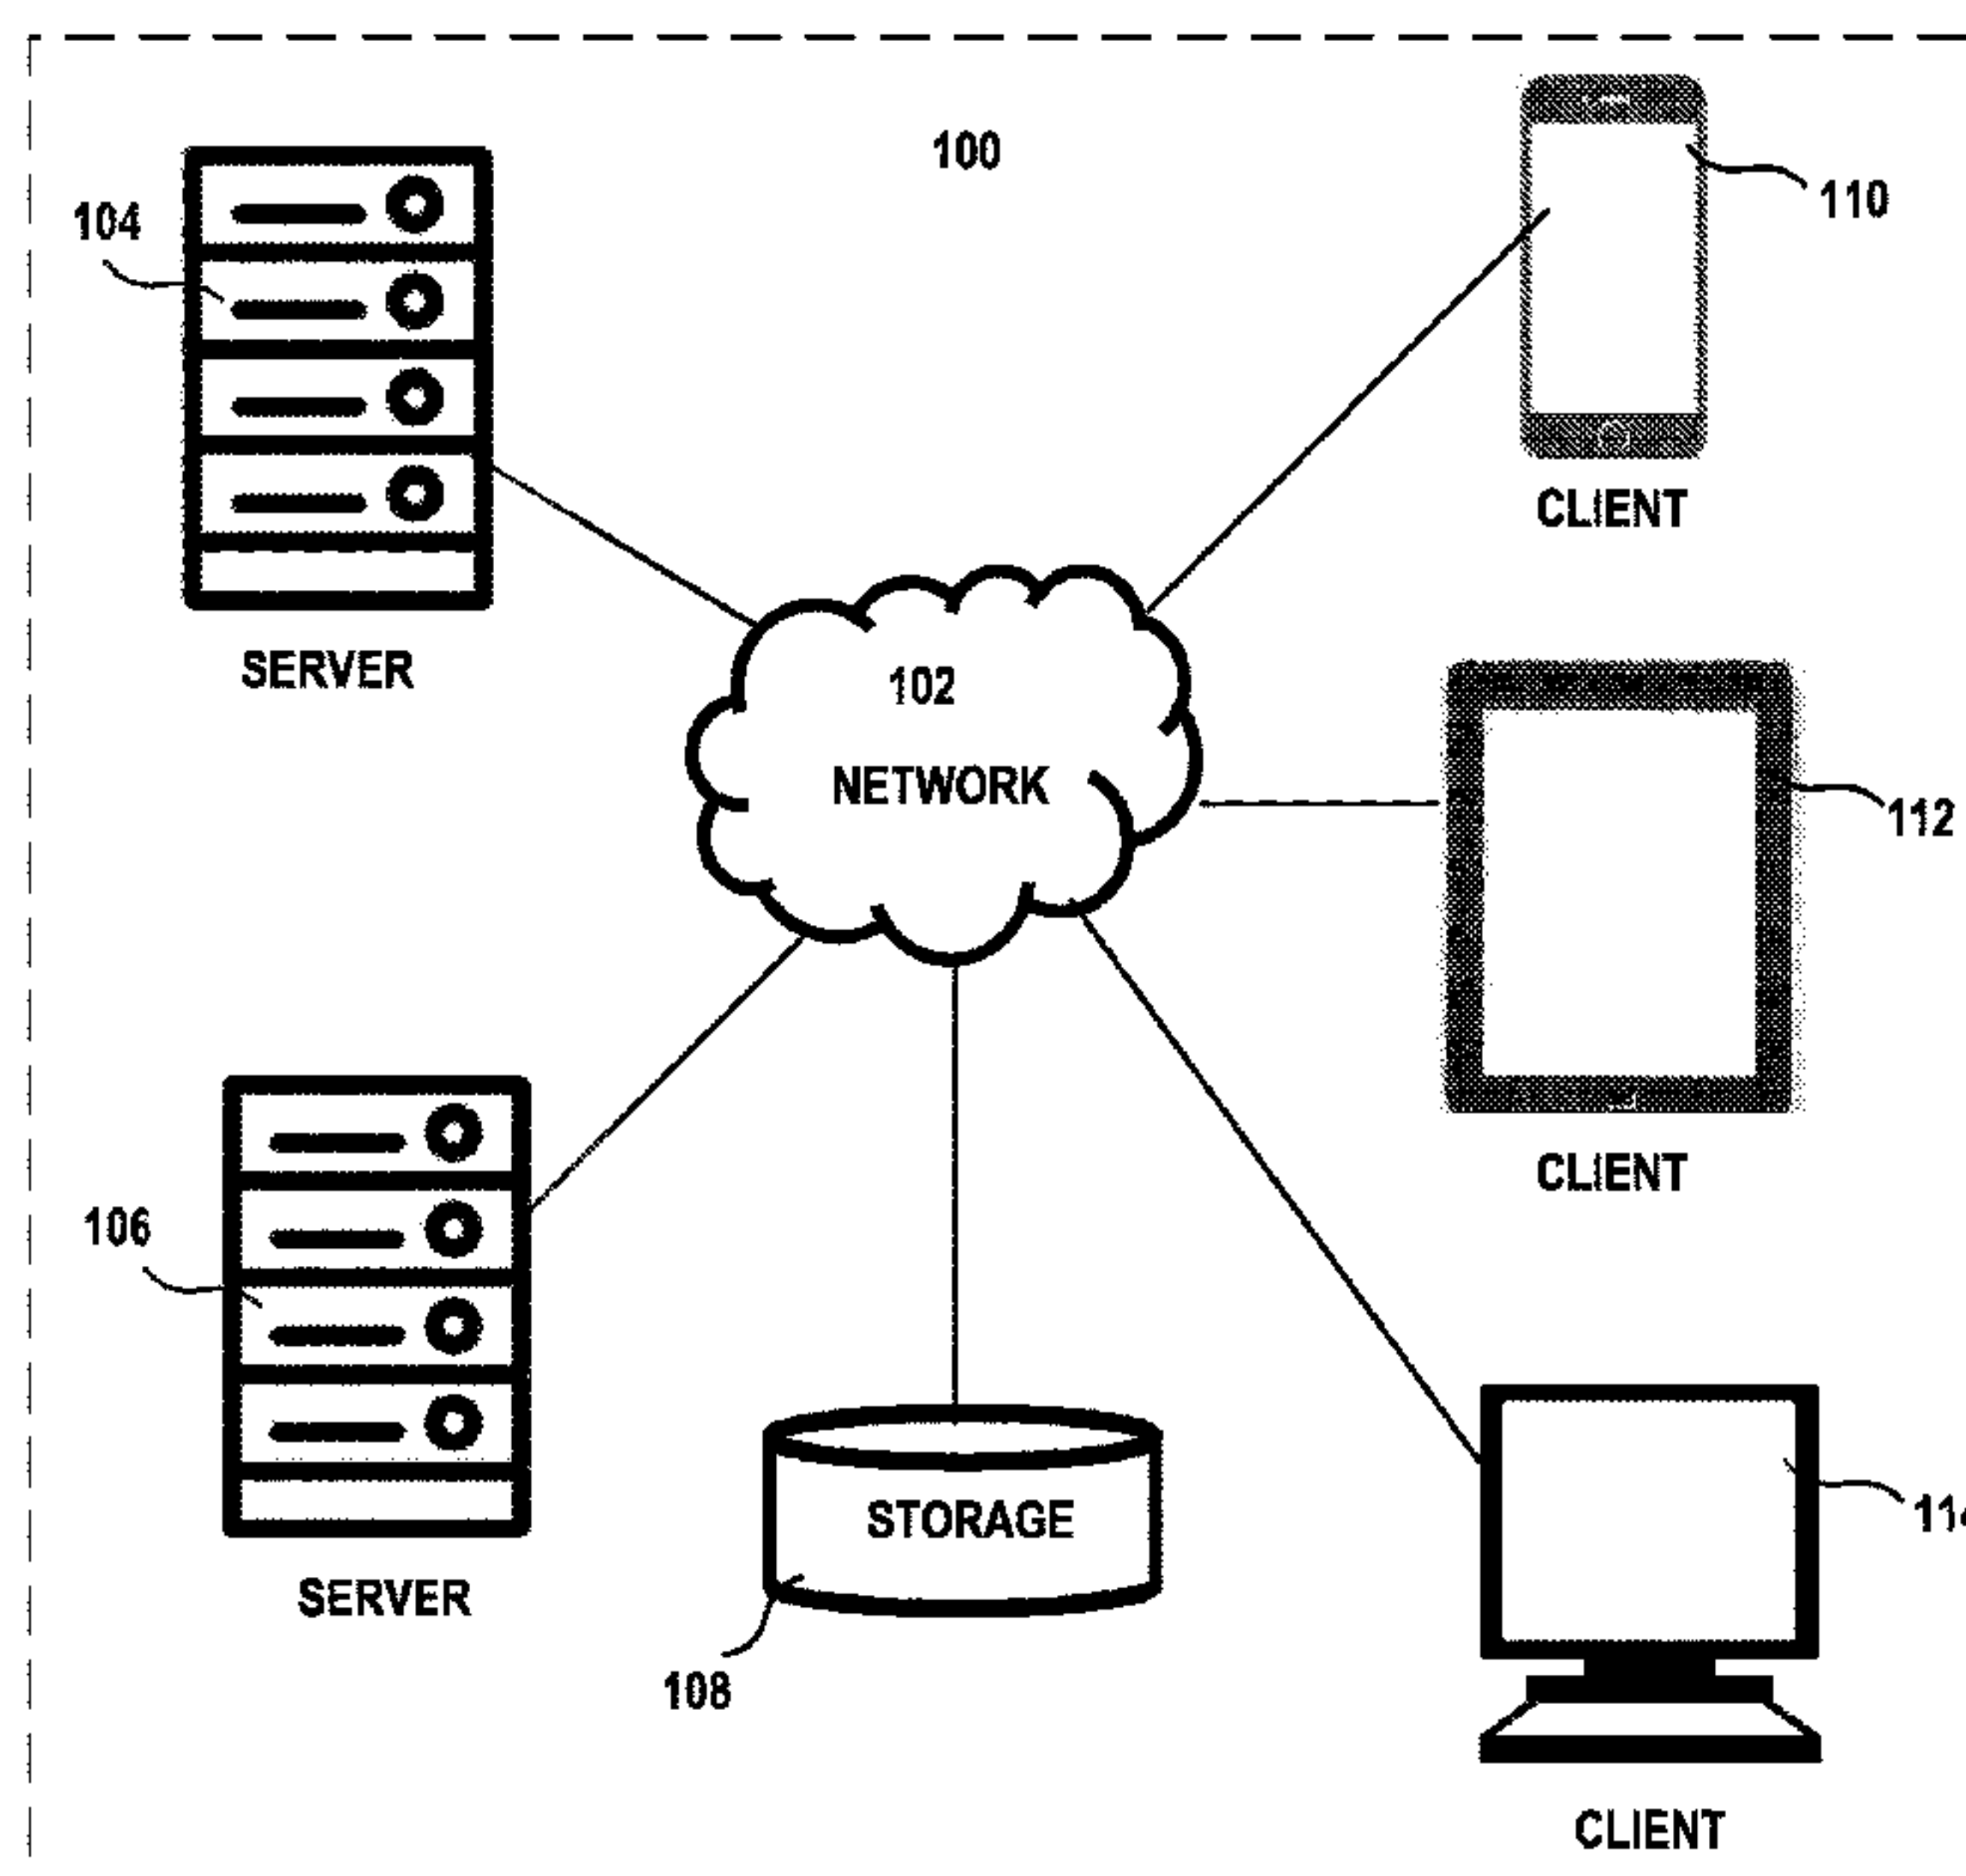 100
110
104
CLIENT
SERVER
102
NETWORK
112
CLIENT
106
STORAGE
SERVER
108
CLIENT